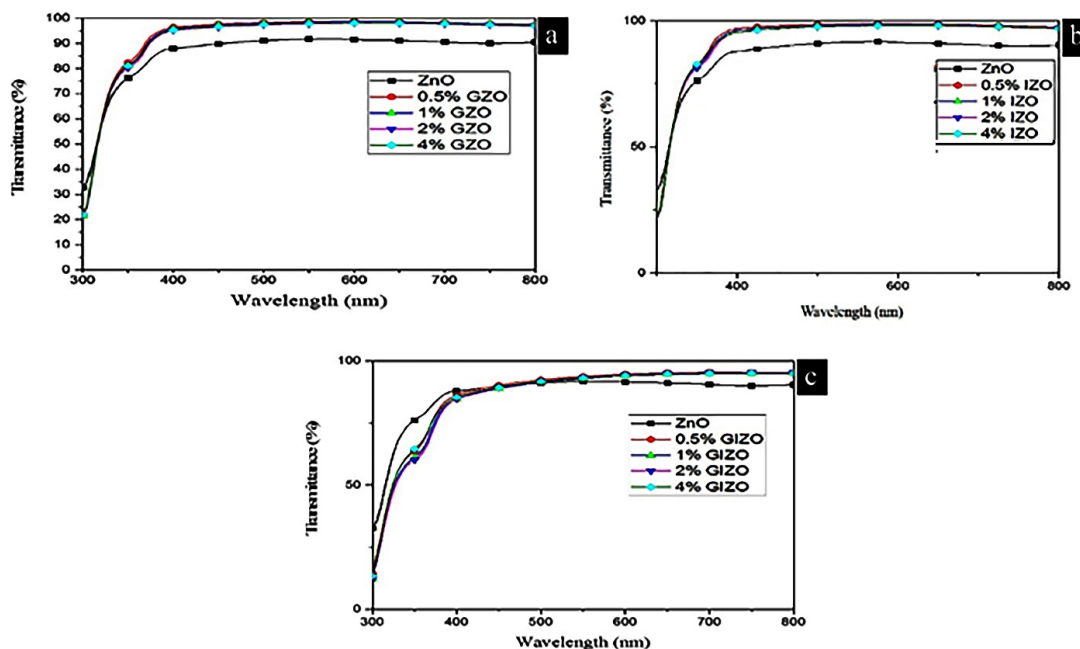 a
100
90
80
70
60
50
40
30
20
10
0
Transmittance (%)
ZnO
0.5% GZO
1% GZO
2% GZO
4% GZO
300 400 500 600 700 800
Wavelength (nm)
b
100
50
0
Transmittance (%)
ZnO
0.5% IZO
1% IZO
2% IZO
4% IZO
400 600 800
Wavelength (nm)
c
100
50
0
Transmittance (%)
ZnO
0.5% GIZO
1% GIZO
2% GIZO
4% GIZO
300 400 500 600 700 800
Wavelength (nm)